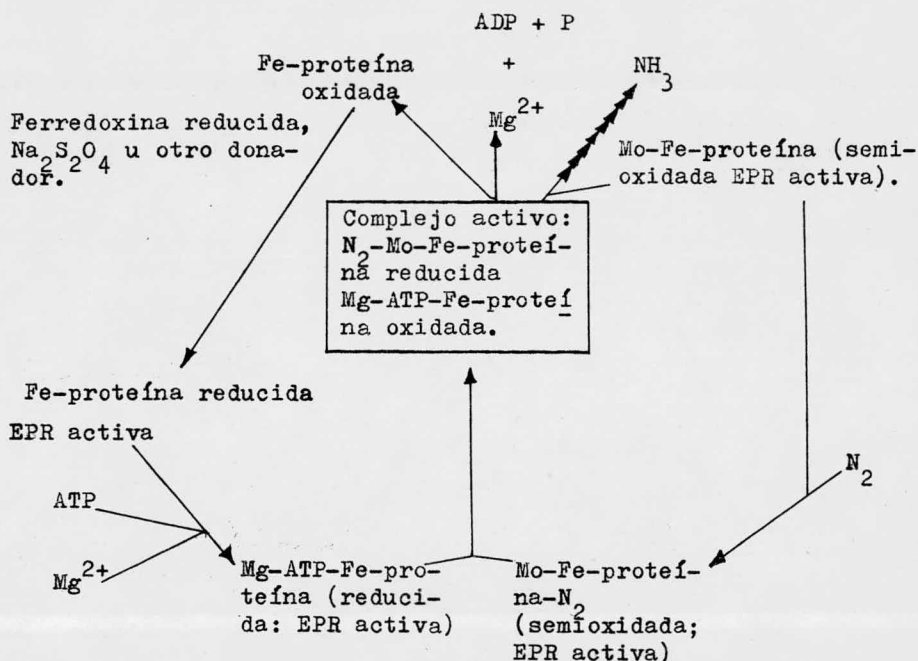 ADP + P
+
Mg2+
Fe-proteína
oxidada
NH3
Ferredoxina reducida,
Na2S2O4 u otro dona-
dor.
Mo-Fe-proteína (semi-
oxidada EPR activa).
Complejo activo:
N2-Mo-Fe-proteí-
na reducida
Mg-ATP-Fe-proteí
na oxidada.
Fe-proteína reducida
EPR activa
ATP
Mg2+
N2
Mg-ATP-Fe-pro-
teína (reduci-
da: EPR activa)
Mo-Fe-proteí-
na-N2
(semioxidada;
EPR activa)